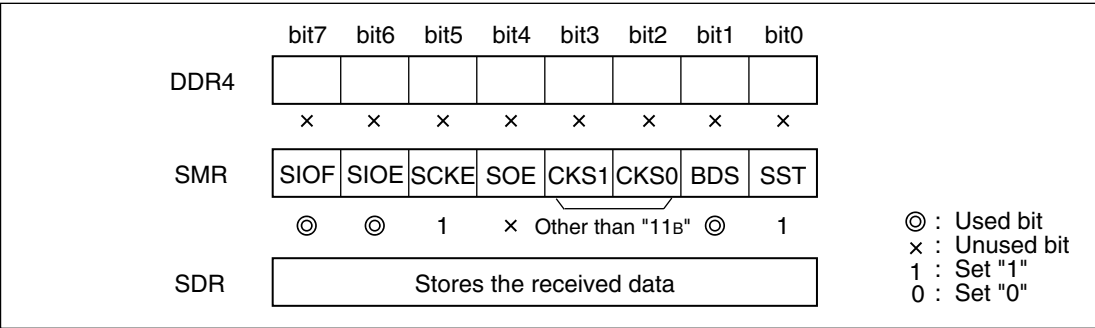 bit7 bit6 bit5 bit4 bit3 bit2 bit1 bit0
DDR4
× × × × × × × ×
SMR SIOF SIOE SCKE SOE CKS1 CKS0 BDS SST
◎ ◎ 1 × Other than "11B" ◎ 1
SDR Stores the received data
◎ : Used bit
× : Unused bit
1 : Set "1"
0 : Set "0"